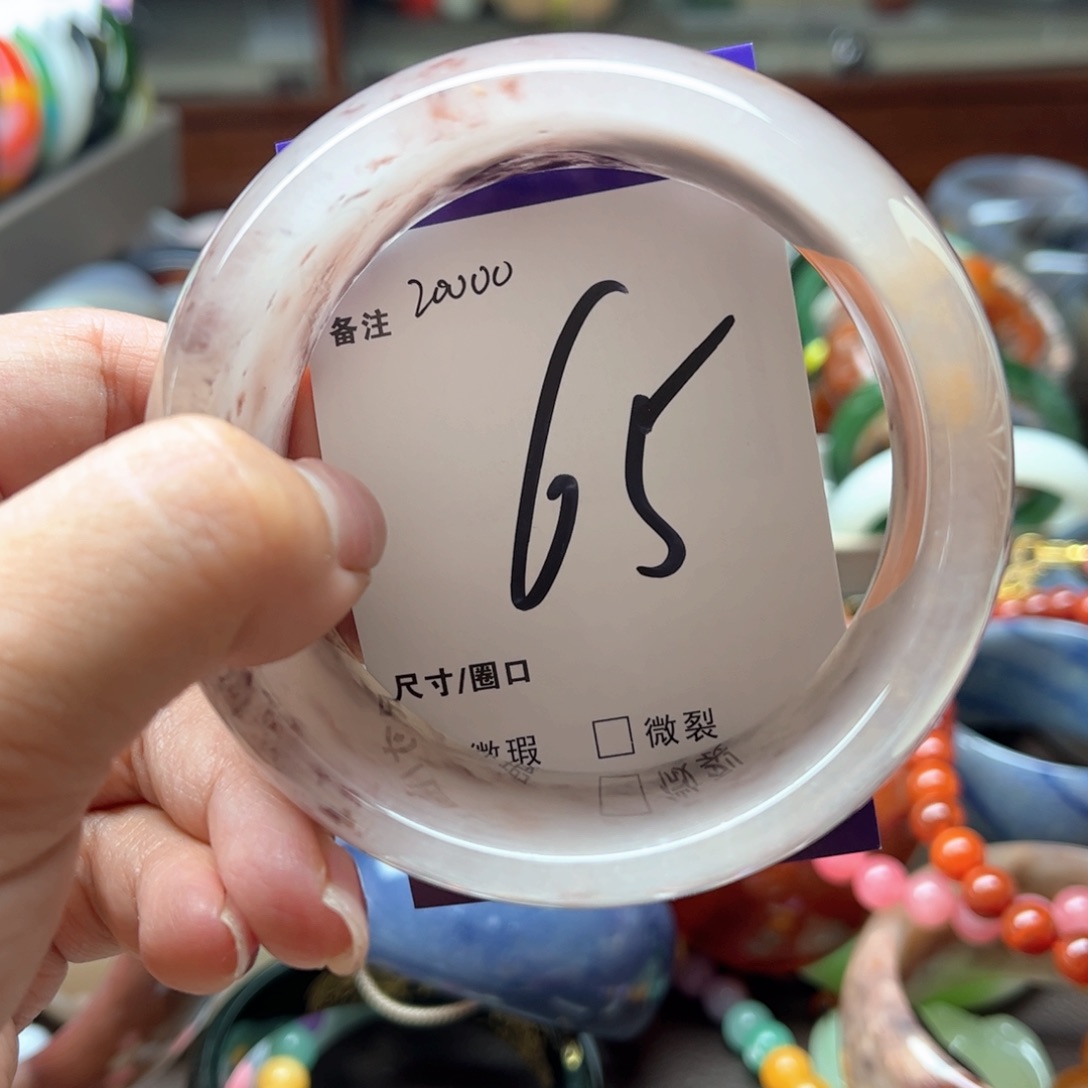 备注 20000
65
尺寸/圈口
微瑕 □ 微裂